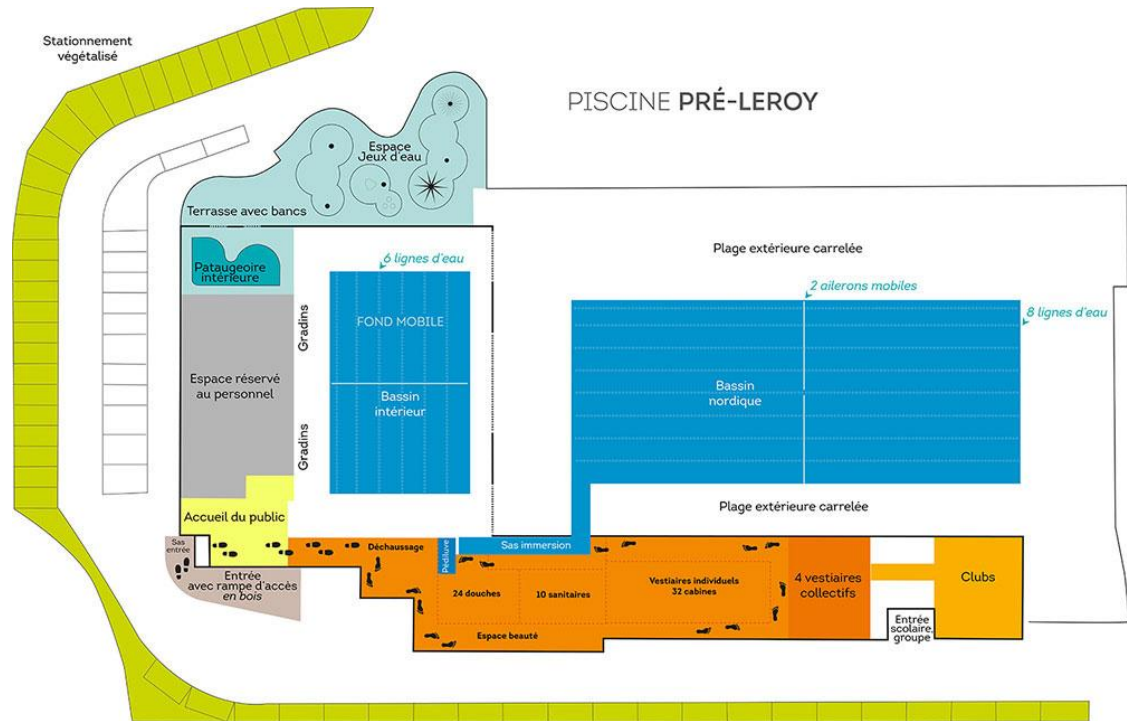 Stationnement
végétalisé
PISCINE PRÉ-LEROY
Espace
Jeux d'eau
Terrasse avec bancs
Pataugeoire
intérieure
6 lignes d'eau
Plage extérieure carrelée
2 ailerons mobiles
8 lignes d'eau
Gradins
FOND MOBILE
Espace réservé
au personnel
Bassin
intérieur
Bassin
nordique
Gradins
Accueil du public
Plage extérieure carrelée
Sas
entrée
Déchaussage
Pédiluve
Sas immersion
Entrée
avec rampe d'accès
en bois
24 douches
10 sanitaires
Vestiaires individuels
32 cabines
4 vestiaires
collectifs
Clubs
Espace beauté
Entrée
scolaire,
groupe